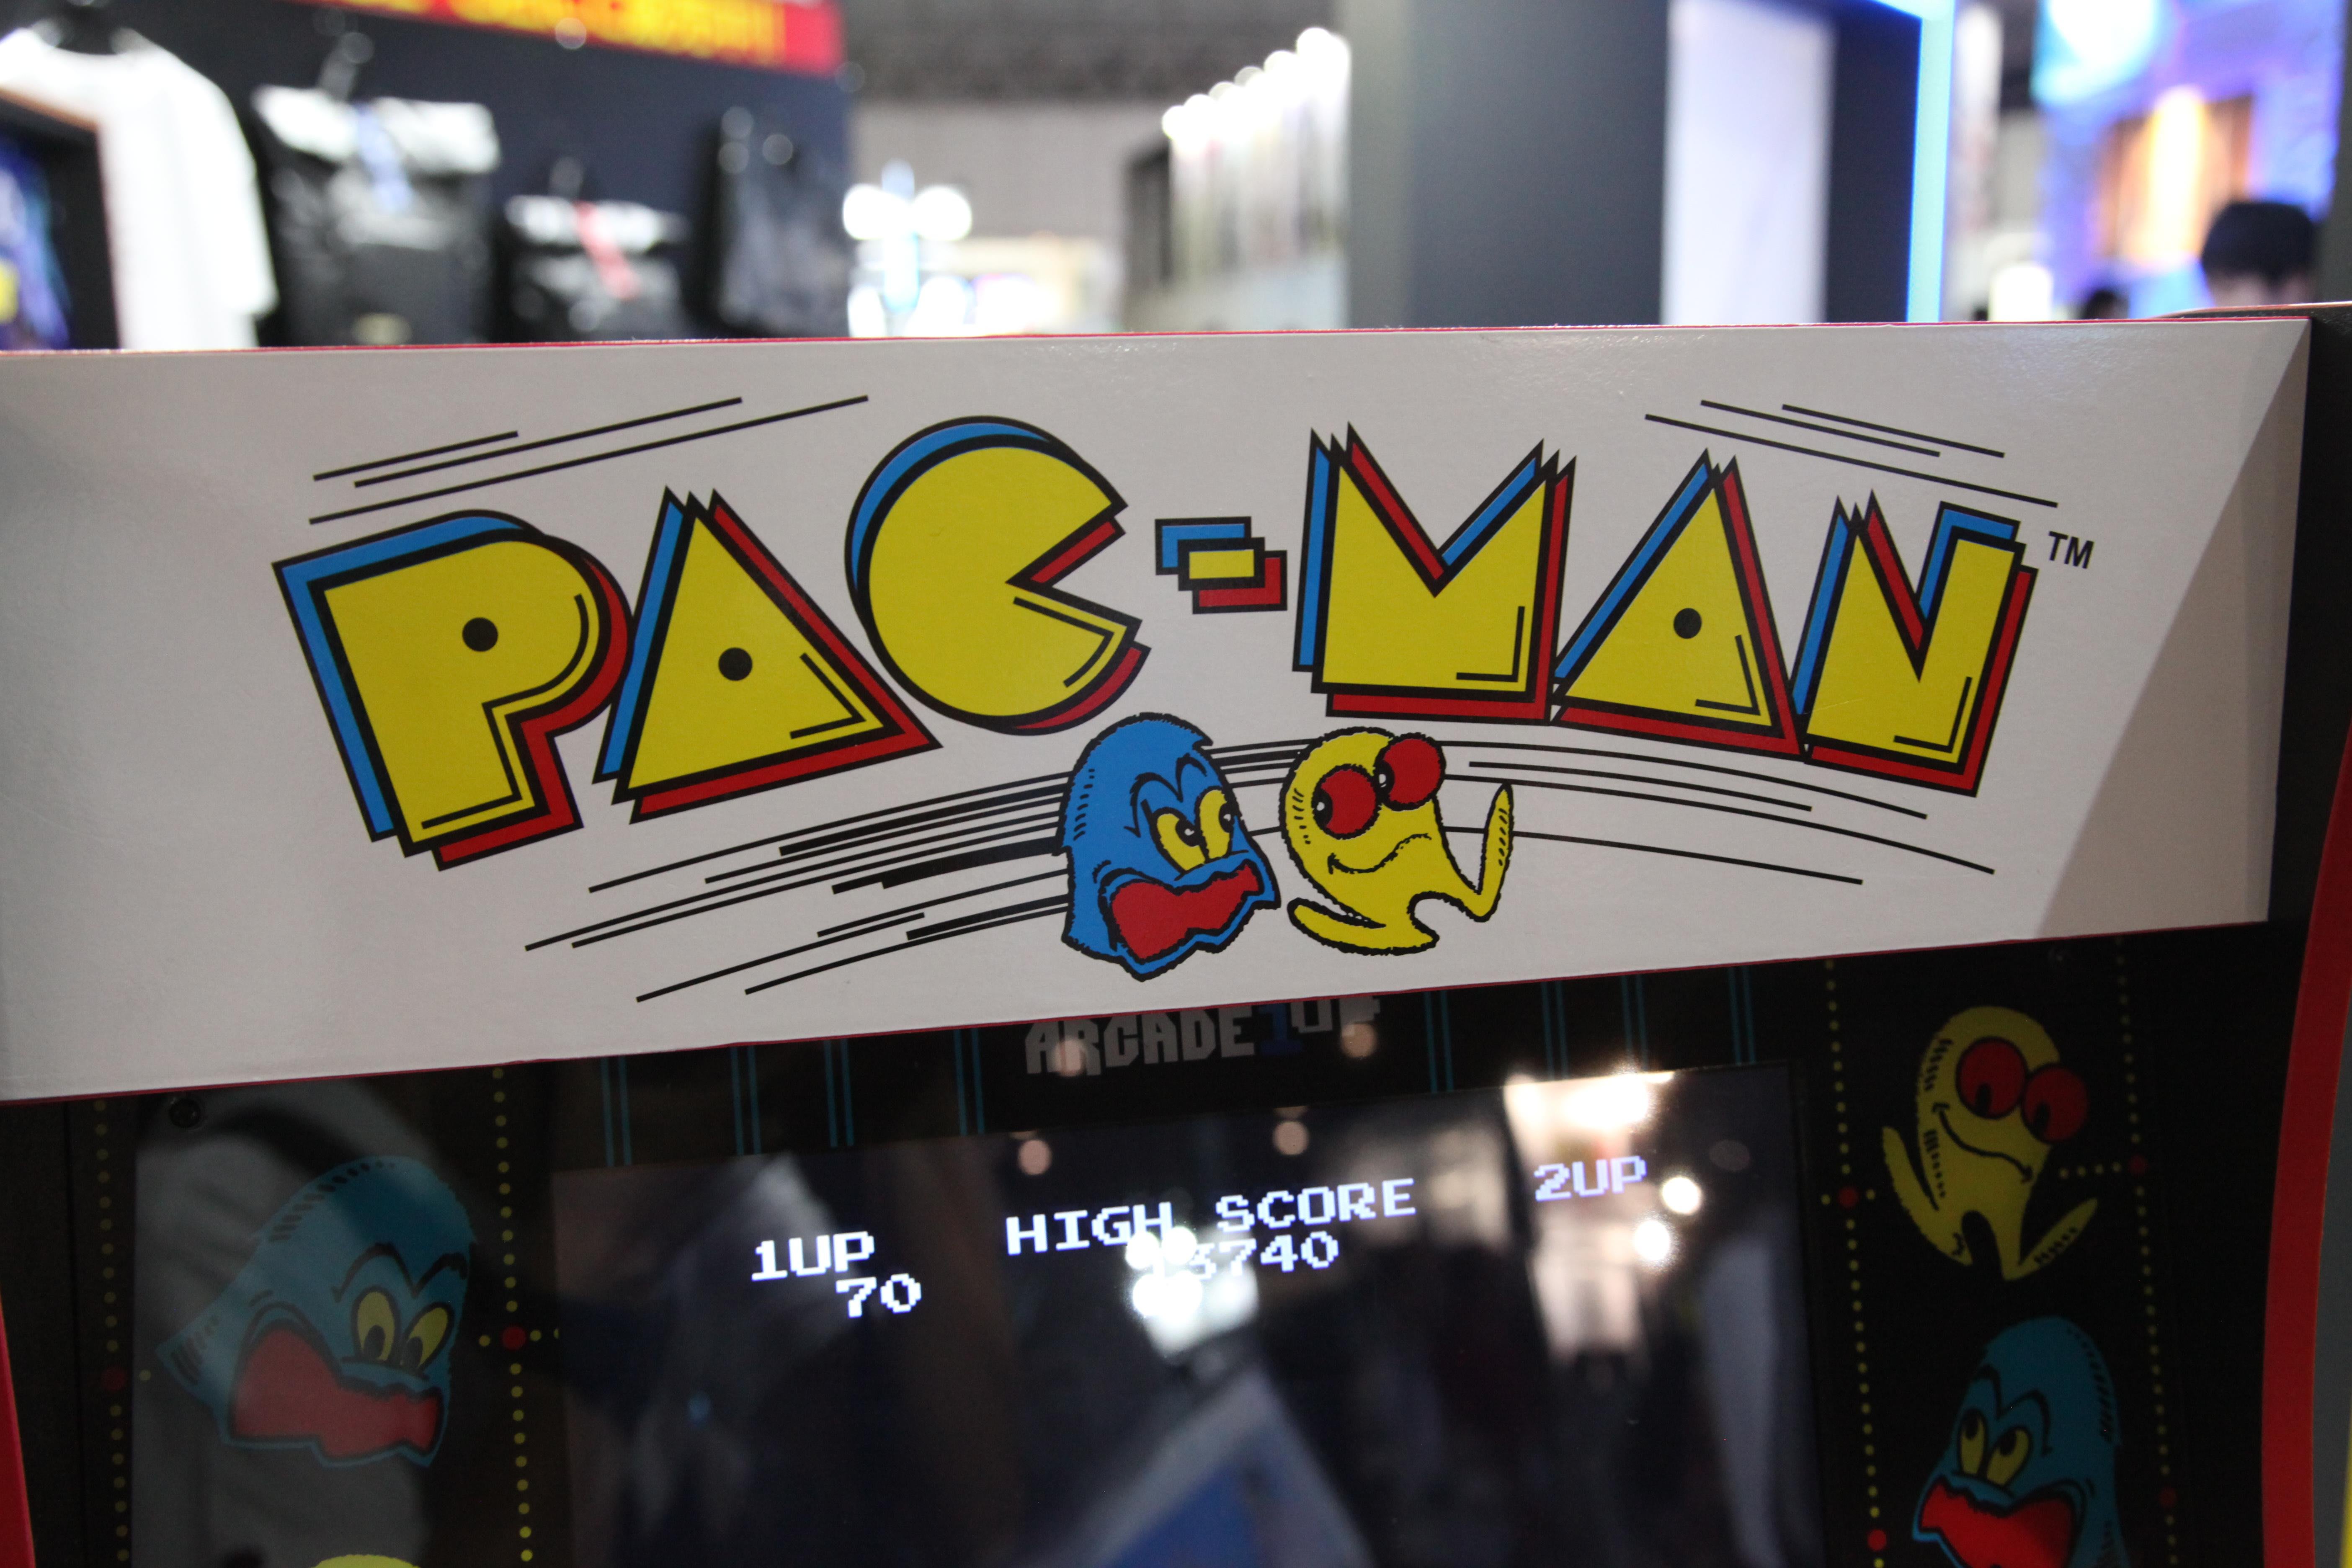 PAC-MAN™
ARCADE1UP
1UP HIGH SCORE 2UP
70